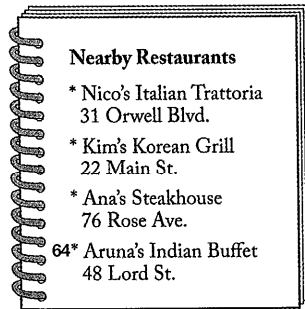 Nearby Restaurants
* Nico's Italian Trattoria
31 Orwell Blvd.
* Kim's Korean Grill
22 Main St.
* Ana's Steakhouse
76 Rose Ave.
64* Aruna's Indian Buffet
48 Lord St.